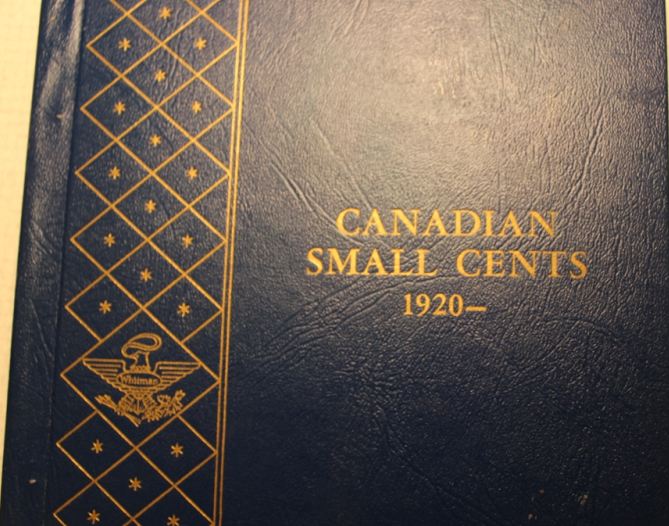 CANADIAN
SMALL CENTS
1920–
Whitman